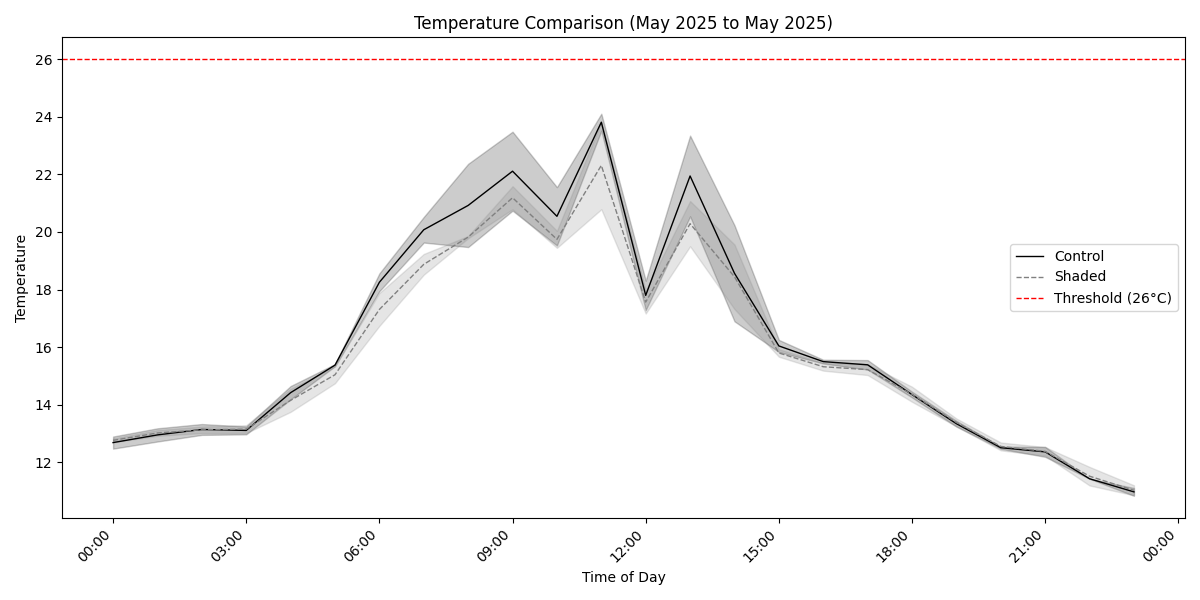 Temperature Comparison (May 2025 to May 2025)
26
24
22
20
18
16
14
12
Temperature
Control
Shaded
Threshold (26°C)
00:00
03:00
06:00
09:00
12:00
15:00
18:00
21:00
00:00
Time of Day